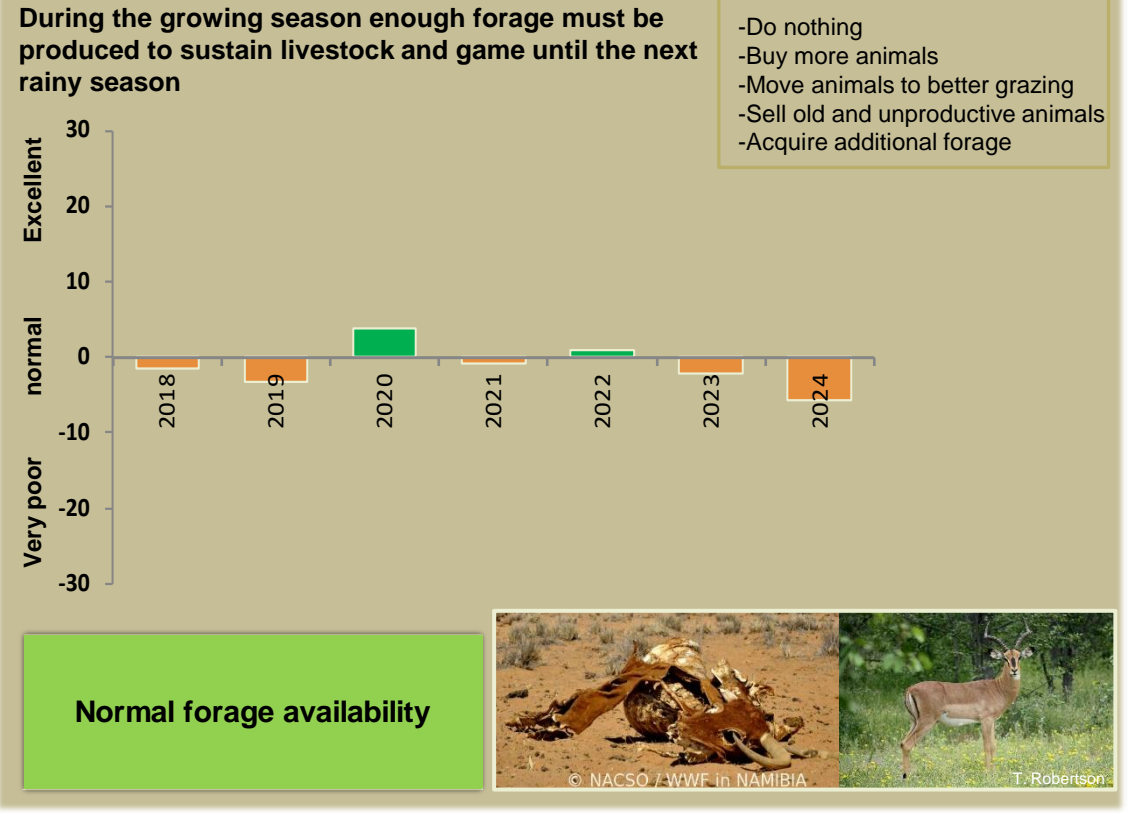 During the growing season enough forage must be
produced to sustain livestock and game until the next
rainy season
-Do nothing
-Buy more animals
-Move animals to better grazing
-Sell old and unproductive animals
-Acquire additional forage
Excellent
normal
Very poor
30
20
10
0
-10
-20
-30
2018
2019
2020
2021
2022
2023
2024
Normal forage availability
© NACSO / WWF in NAMIBIA
T. Robertson